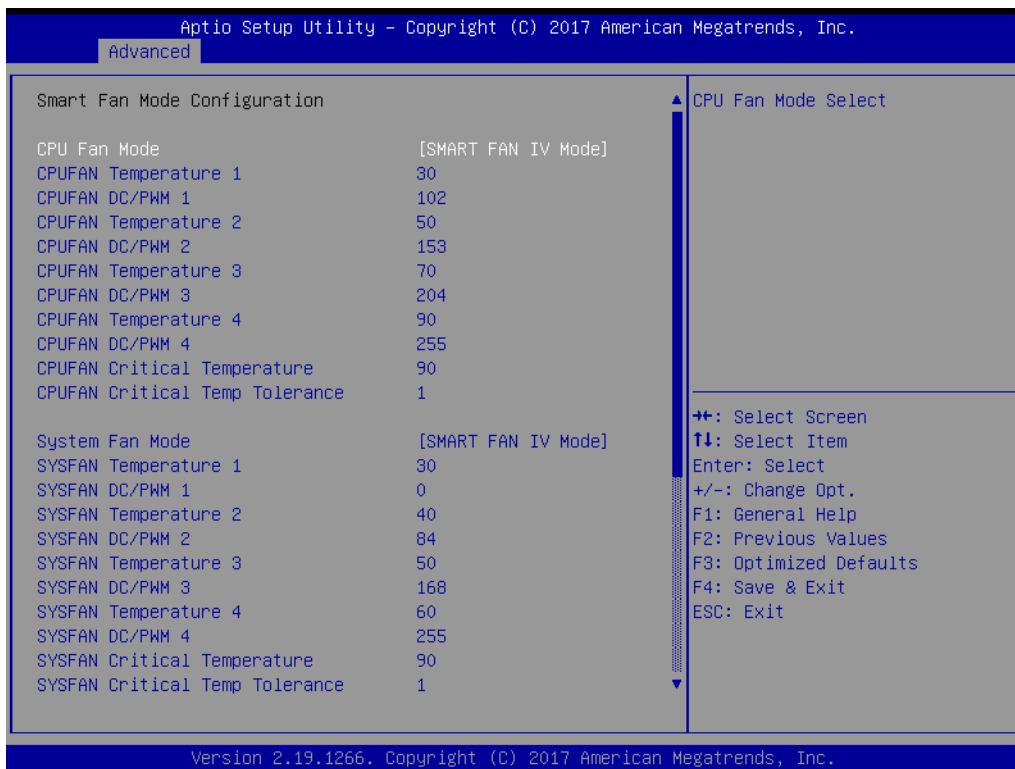 Aptio Setup Utility – Copyright (C) 2017 American Megatrends, Inc.
Advanced
Smart Fan Mode Configuration
CPU Fan Mode [SMART FAN IV Mode]
CPUFAN Temperature 1 30
CPUFAN DC/PWM 1 102
CPUFAN Temperature 2 50
CPUFAN DC/PWM 2 153
CPUFAN Temperature 3 70
CPUFAN DC/PWM 3 204
CPUFAN Temperature 4 90
CPUFAN DC/PWM 4 255
CPUFAN Critical Temperature 90
CPUFAN Critical Temp Tolerance 1
System Fan Mode [SMART FAN IV Mode]
SYSFAN Temperature 1 30
SYSFAN DC/PWM 1 0
SYSFAN Temperature 2 40
SYSFAN DC/PWM 2 84
SYSFAN Temperature 3 50
SYSFAN DC/PWM 3 168
SYSFAN Temperature 4 60
SYSFAN DC/PWM 4 255
SYSFAN Critical Temperature 90
SYSFAN Critical Temp Tolerance 1
CPU Fan Mode Select
→←: Select Screen
↑↓: Select Item
Enter: Select
+/-: Change Opt.
F1: General Help
F2: Previous Values
F3: Optimized Defaults
F4: Save & Exit
ESC: Exit
Version 2.19.1266. Copyright (C) 2017 American Megatrends, Inc.